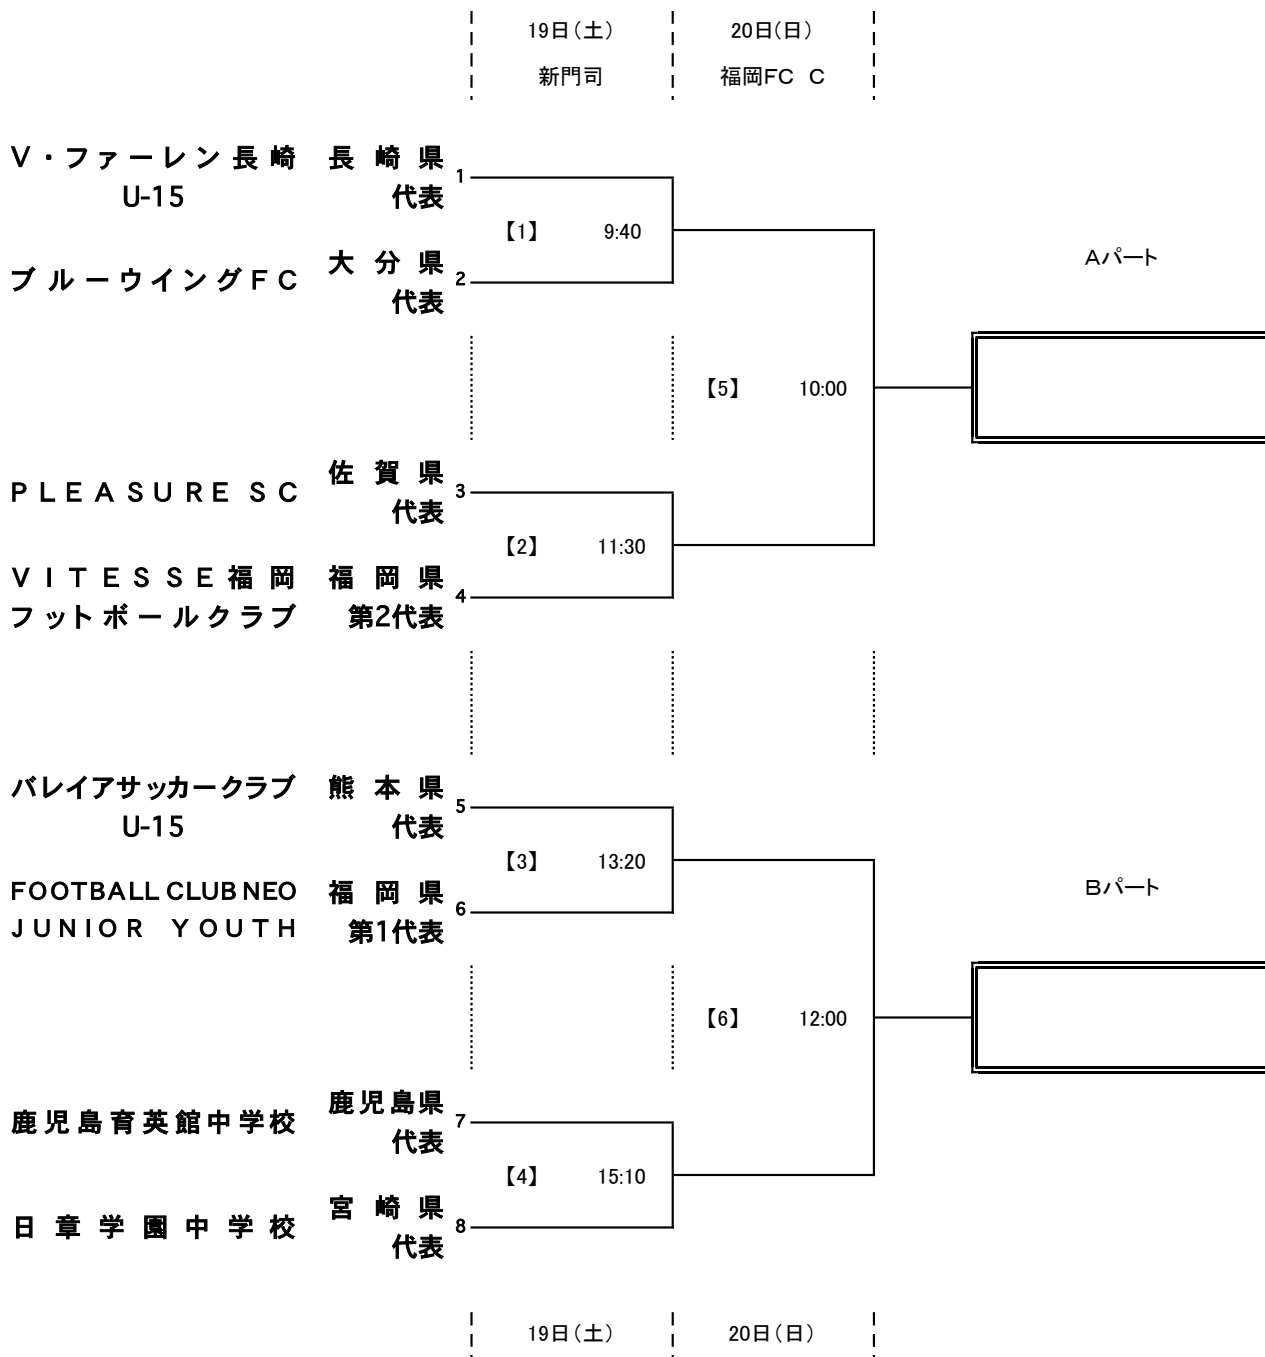 19日（土） 20日（日）
新門司 福岡FC C
V・ファーレン長崎 長崎県 1
U-15 代表
【1】 9:40
Aパート
ブルーウイングFC 大分県 2
代表
【5】 10:00
PLEASURE SC 佐賀県 3
代表
【2】 11:30
VITESSE福岡 福岡県 4
フットボールクラブ 第2代表
バレイアサッカークラブ 熊本県 5
U-15 代表
【3】 13:20
Bパート
FOOTBALL CLUB NEO 福岡県 6
JUNIOR YOUTH 第1代表
【6】 12:00
鹿児島育英館中学校 鹿児島県 7
代表
【4】 15:10
日章学園中学校 宮崎県 8
代表
19日（土） 20日（日）